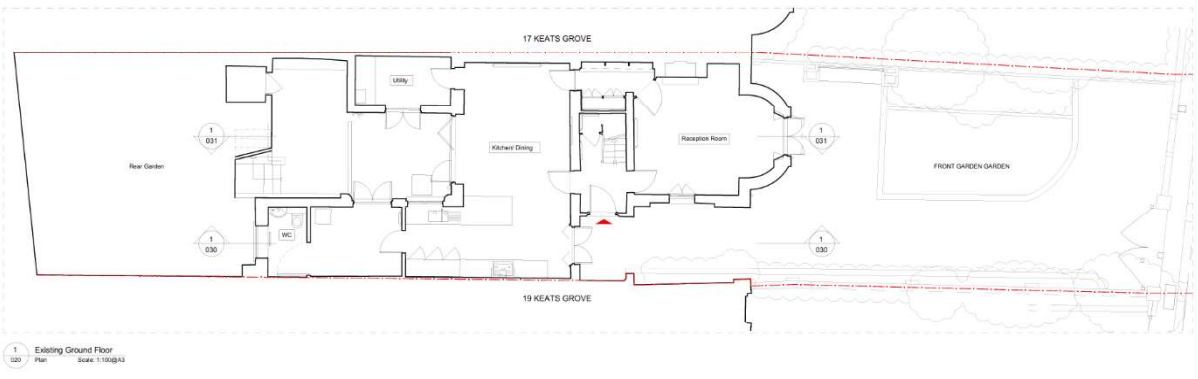 17 KEATS GROVE
Utility
1
031
Kitchen/ Dining
Reception Room
1
031
Rear Garden
FRONT GARDEN GARDEN
WC
1
030
1
030
19 KEATS GROVE
1
020
Existing Ground Floor
Plan Scale: 1:100@A3